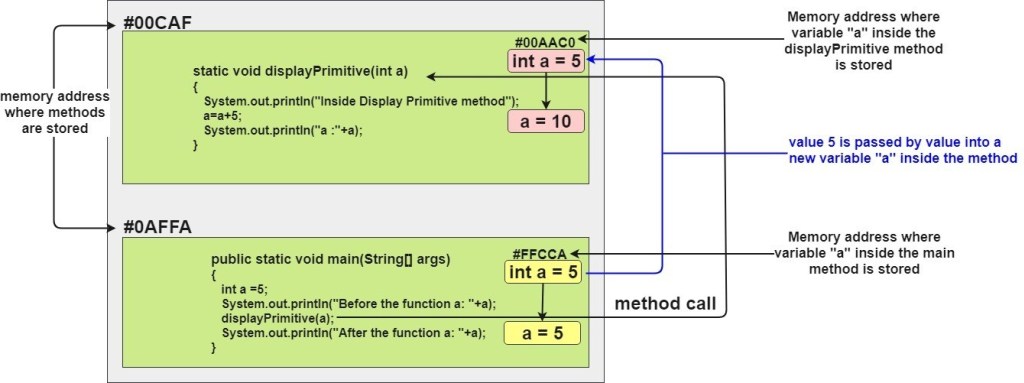 #00CAF
Memory address where
variable "a" inside the
displayPrimitive method
is stored
#00AAC0
int a = 5
static void displayPrimitive(int a)
{
System.out.println("Inside Display Primitive method");
a=a+5;
System.out.println("a :"+a);
}
a = 10
memory address
where methods
are stored
value 5 is passed by value into a
new variable "a" inside the method
#0AFFA
Memory address where
variable "a" inside the main
method is stored
#FFCCA
int a = 5
public static void main(String[] args)
{
int a =5;
System.out.println("Before the function a: "+a);
displayPrimitive(a);
System.out.println("After the function a: "+a);
}
method call
a = 5